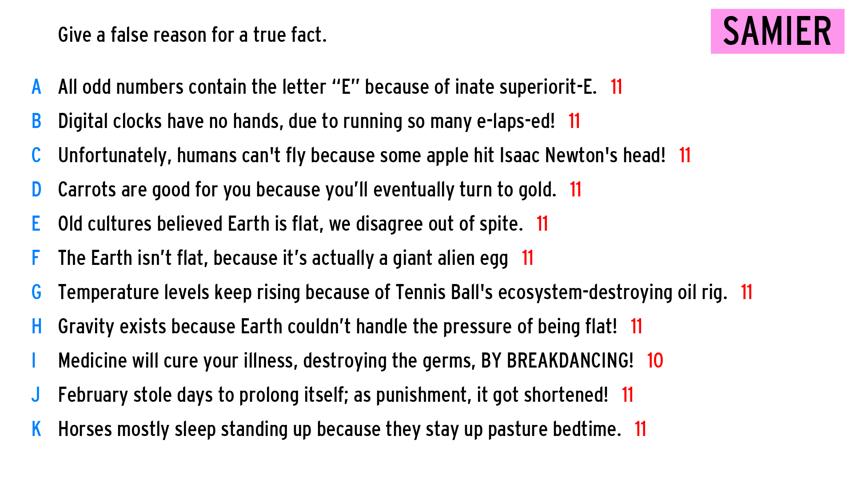 Give a false reason for a true fact.
SAMIER
A All odd numbers contain the letter “E” because of inate superiorit-E. 11
B Digital clocks have no hands, due to running so many e-laps-ed! 11
C Unfortunately, humans can't fly because some apple hit Isaac Newton's head! 11
D Carrots are good for you because you’ll eventually turn to gold. 11
E Old cultures believed Earth is flat, we disagree out of spite. 11
F The Earth isn’t flat, because it’s actually a giant alien egg 11
G Temperature levels keep rising because of Tennis Ball's ecosystem-destroying oil rig. 11
H Gravity exists because Earth couldn’t handle the pressure of being flat! 11
I Medicine will cure your illness, destroying the germs, BY BREAKDANCING! 10
J February stole days to prolong itself; as punishment, it got shortened! 11
K Horses mostly sleep standing up because they stay up pasture bedtime. 11